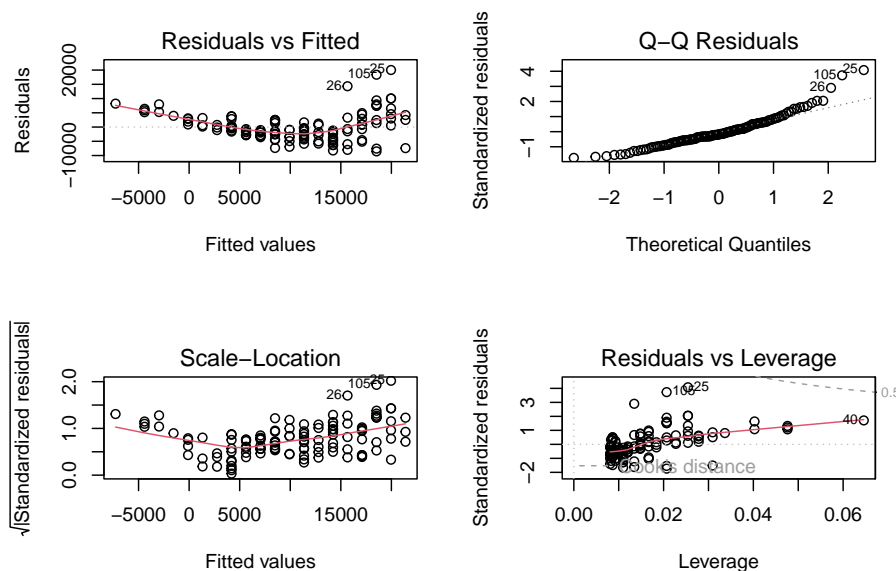 Residuals vs Fitted
Residuals
20000
−10000
25
105
26
−5000 0 5000 15000
Fitted values
Q−Q Residuals
Standardized residuals
4
2
−1
25
105
26
−2 −1 0 1 2
Theoretical Quantiles
Scale−Location
√|Standardized residuals|
2.0
1.0
0.0
25
105
26
−5000 0 5000 15000
Fitted values
Residuals vs Leverage
Standardized residuals
3
1
−2
25
105
40
0.5
Cook's distance
0.00 0.02 0.04 0.06
Leverage